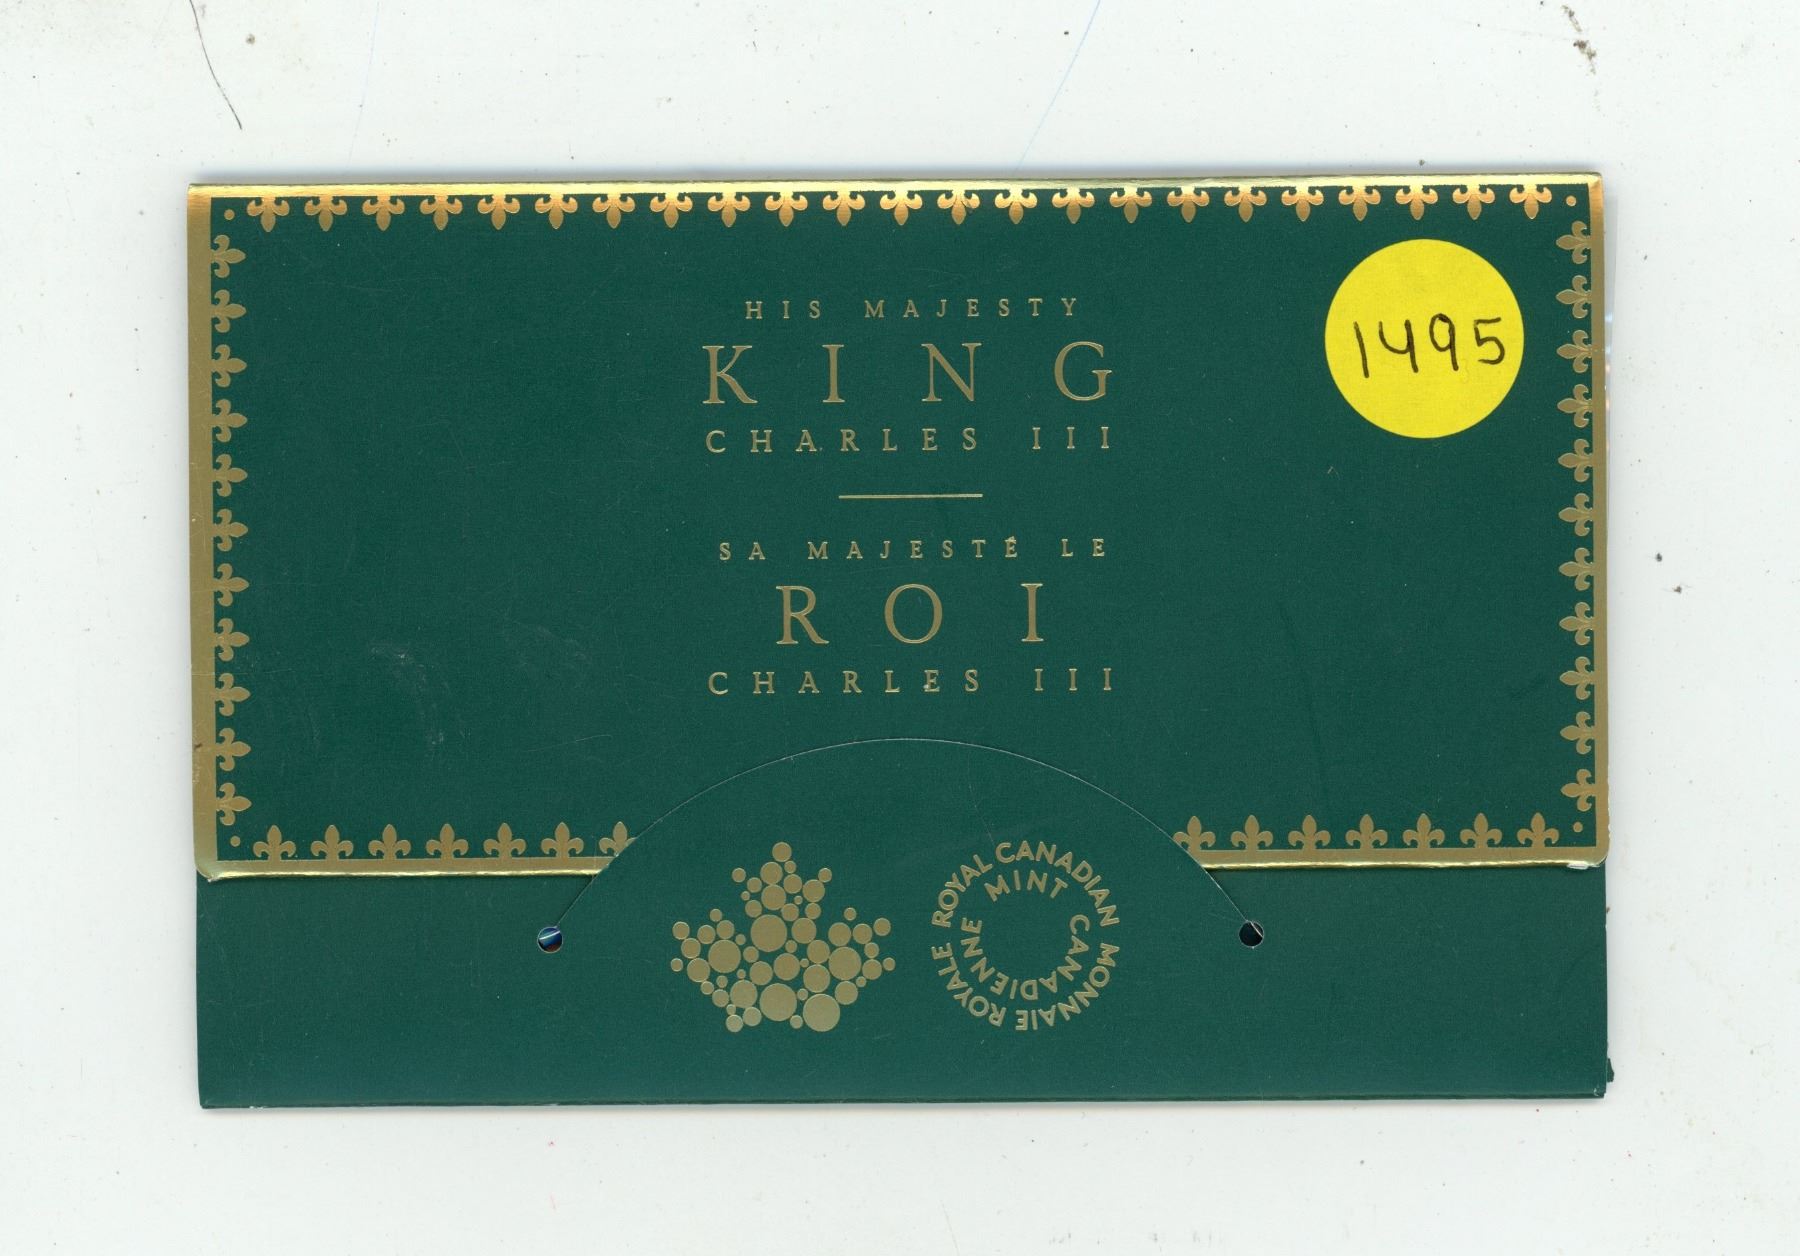 HIS MAJESTY
KING
CHARLES III
1495
SA MAJESTÉ LE
ROI
CHARLES III
ROYAL CANADIAN MINT
MONNAIE ROYALE CANADIENNE